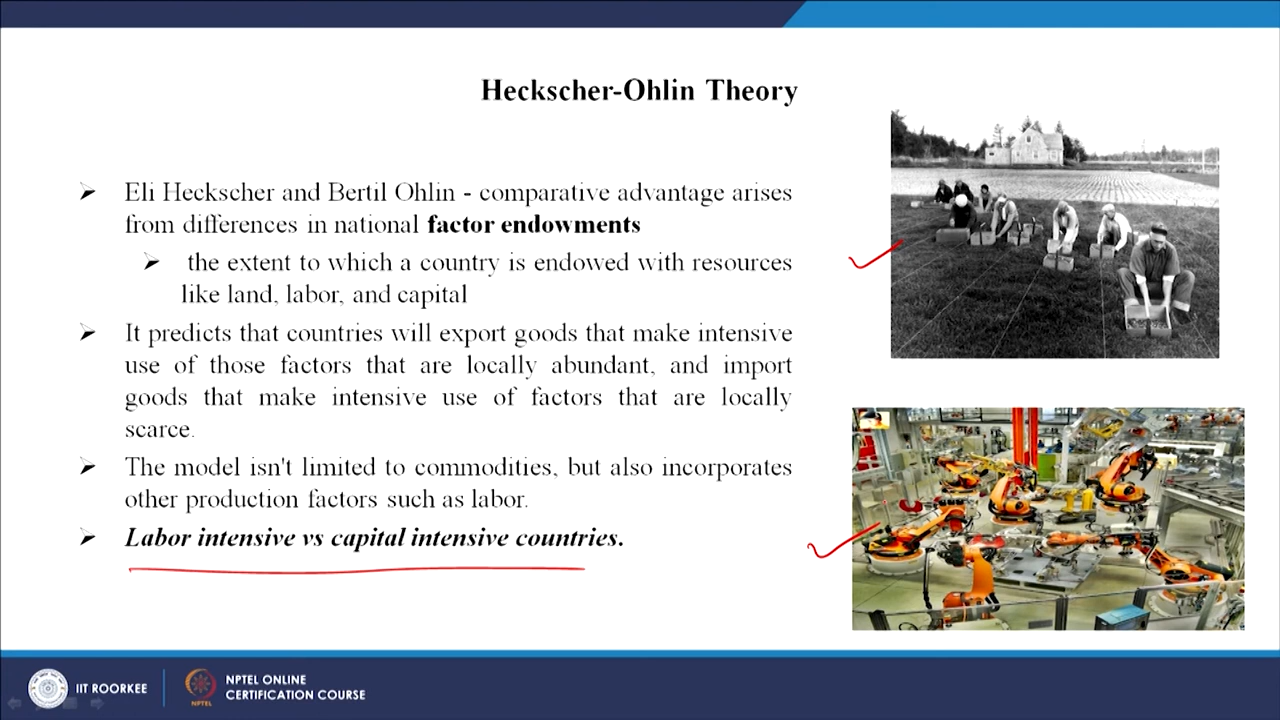 Heckscher-Ohlin Theory
Eli Heckscher and Bertil Ohlin - comparative advantage arises
from differences in national factor endowments
the extent to which a country is endowed with resources
like land, labor, and capital
It predicts that countries will export goods that make intensive
use of those factors that are locally abundant, and import
goods that make intensive use of factors that are locally
scarce.
The model isn't limited to commodities, but also incorporates
other production factors such as labor.
Labor intensive vs capital intensive countries.
IIT ROORKEE
NPTEL
NPTEL ONLINE
CERTIFICATION COURSE